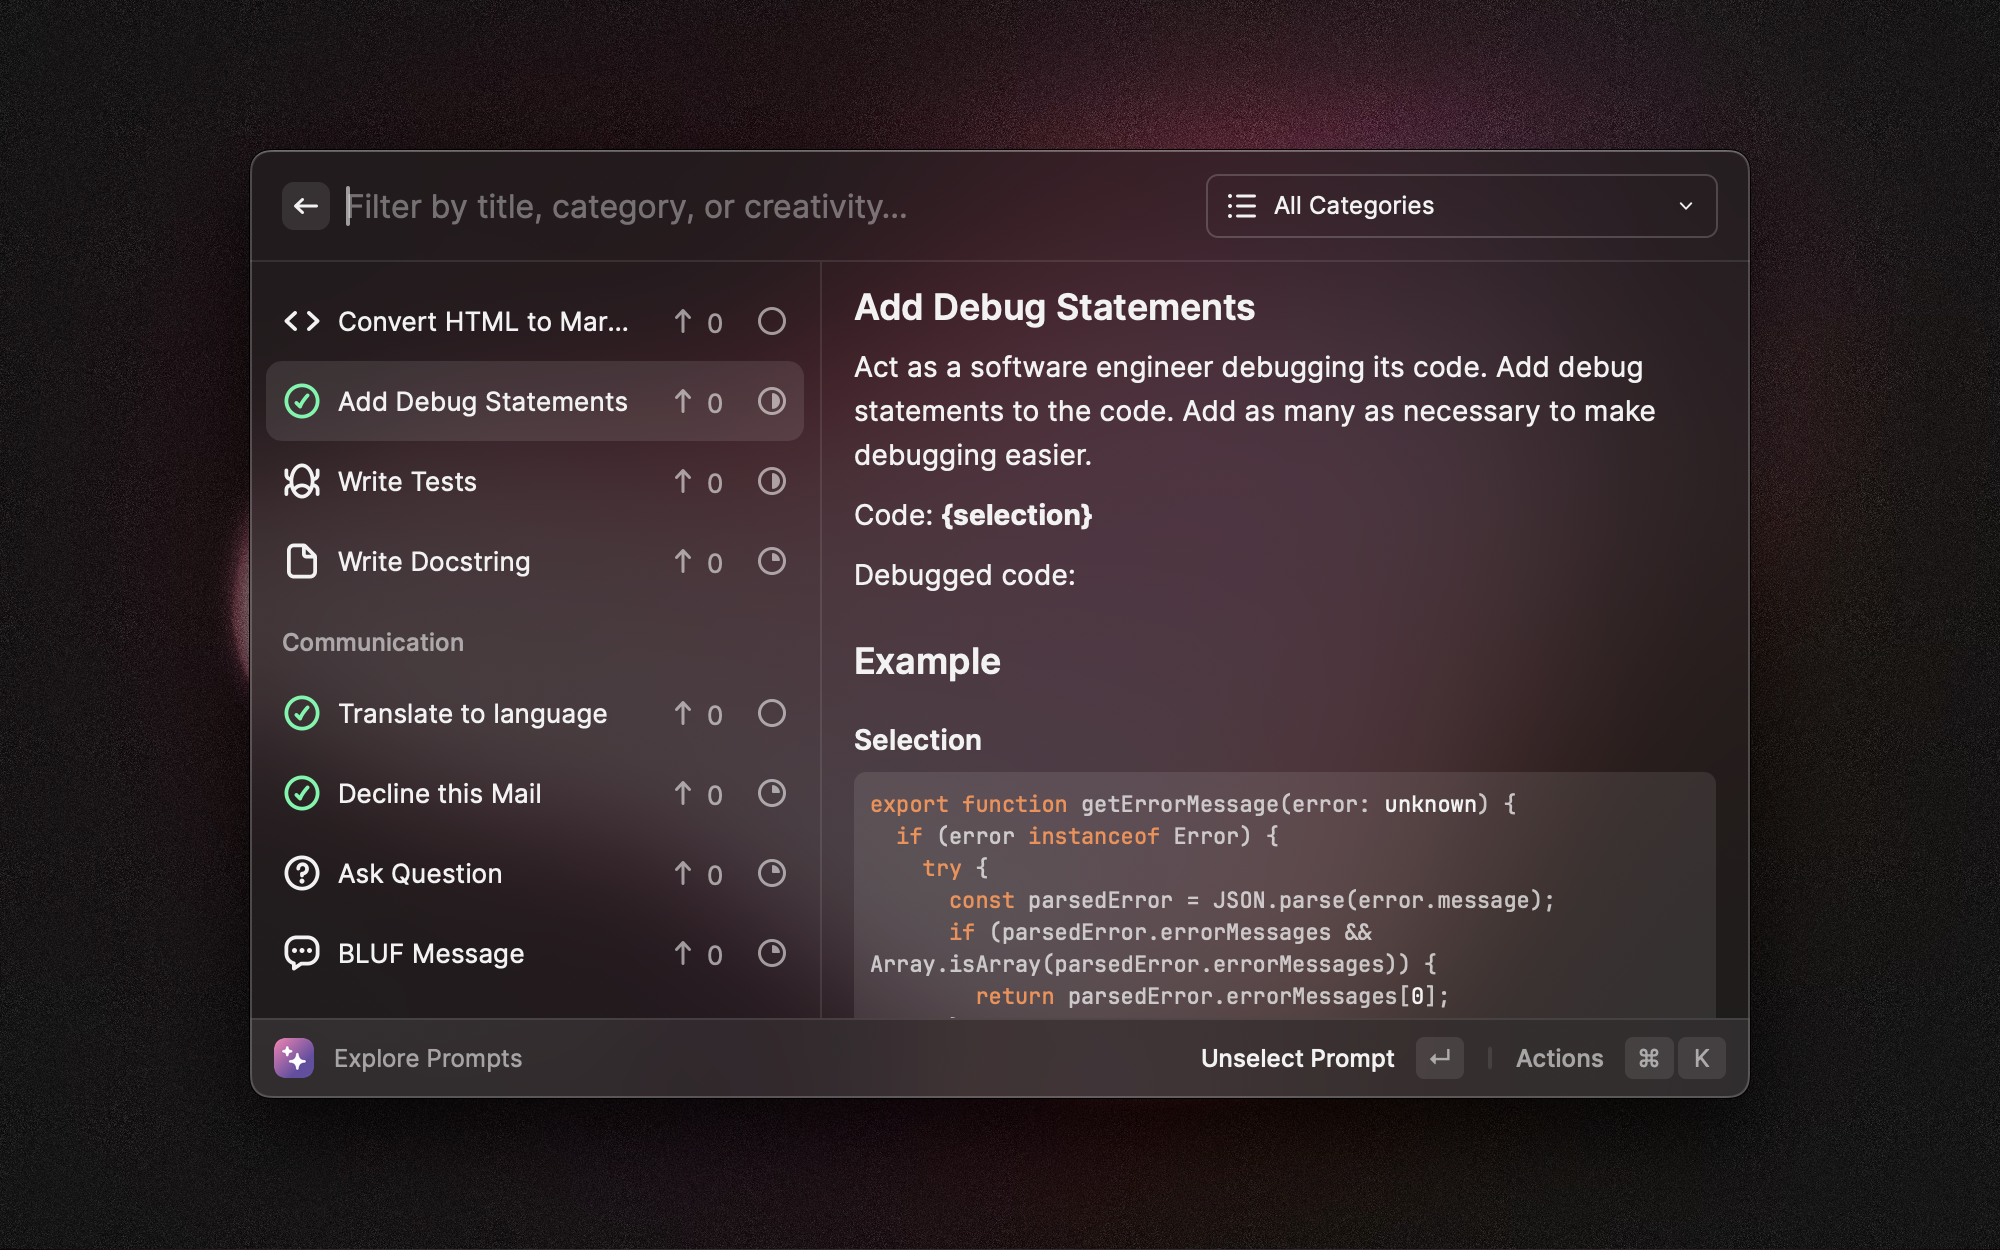 Filter by title, category, or creativity...
All Categories
Convert HTML to Mar... ↑ 0
Add Debug Statements ↑ 0
Write Tests ↑ 0
Write Docstring ↑ 0
Communication
Translate to language ↑ 0
Decline this Mail ↑ 0
Ask Question ↑ 0
BLUF Message ↑ 0
Add Debug Statements
Act as a software engineer debugging its code. Add debug
statements to the code. Add as many as necessary to make
debugging easier.
Code: {selection}
Debugged code:
Example
Selection
export function getErrorMessage(error: unknown) {
  if (error instanceof Error) {
    try {
      const parsedError = JSON.parse(error.message);
      if (parsedError.errorMessages &&
Array.isArray(parsedError.errorMessages)) {
        return parsedError.errorMessages[0];
Explore Prompts
Unselect Prompt ↵
Actions ⌘ K